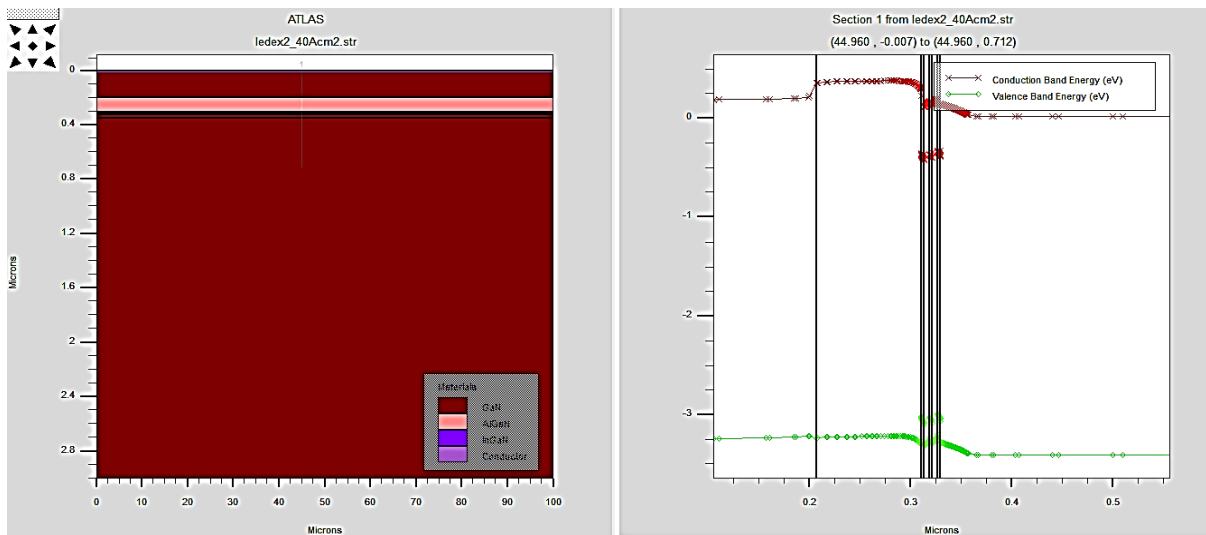 ATLAS
ledex2_40Acm2.str
1
0
0.4
0.8
1.2
1.6
2
2.4
2.8
Microns
Materials
GaN
AlGaN
InGaN
Conductor
0 10 20 30 40 50 60 70 80 90 100
Microns
Section 1 from ledex2_40Acm2.str
(44.960 , -0.007) to (44.960 , 0.712)
Conduction Band Energy (eV)
Valence Band Energy (eV)
0
-1
-2
-3
0.2 0.3 0.4 0.5
Microns